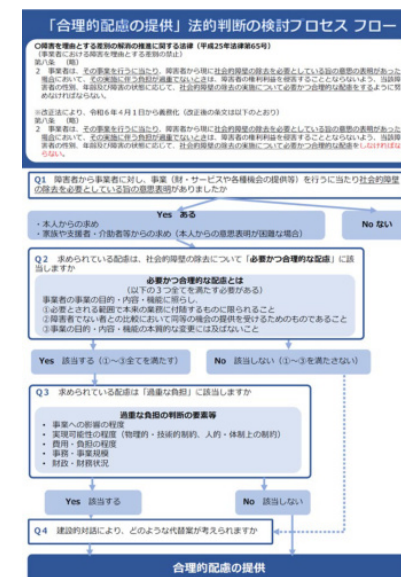 「合理的配慮の提供」法的判断の検討プロセス フロー
〇障害を理由とする差別の解消の推進に関する法律（平成25年法律第65号）
（事業者における障害を理由とする差別の禁止）
第八条 （略）
2 事業者は、その事業を行うに当たり、障害者から現に社会的障壁の除去を必要としている旨の意思の表明があった
場合において、その実施に伴う負担が過重でないときは、障害者の権利利益を侵害することとならないよう、当該障
害者の性別、年齢及び障害の状態に応じて、社会的障壁の除去の実施について必要かつ合理的な配慮をするように努
めなければならない。
※改正法により、令和6年4月1日から義務化（改正後の条文は以下のとおり）
第八条 （略）
2 事業者は、その事業を行うに当たり、障害者から現に社会的障壁の除去を必要としている旨の意思の表明があった
場合において、その実施に伴う負担が過重でないときは、障害者の権利利益を侵害することとならないよう、当該障
害者の性別、年齢及び障害の状態に応じて、社会的障壁の除去の実施について必要かつ合理的な配慮をしなければな
らない。
Q1 障害者から事業者に対し、事業（財・サービスや各種機会の提供等）を行うに当たり社会的障壁
の除去を必要としている旨の意思表明がありましたか
Yes ある
・本人からの求め
・家族や支援者・介助者等からの求め（本人からの意思表明が困難な場合）
No ない
Q2 求められている配慮は、社会的障壁の除去について「必要かつ合理的な配慮」に該
当しますか
必要かつ合理的な配慮とは
（以下の3つ全てを満たす必要がある）
事業者の事業の目的・内容・機能に照らし、
①必要とされる範囲で本来の業務に付随するものに限られること
②障害者でない者との比較において同等の機会の提供を受けるためのものであること
③事業の目的・内容・機能の本質的な変更には及ばないこと
Yes 該当する（①～③全てを満たす）
No 該当しない（①～③を満たさない）
Q3 求められている配慮は「過重な負担」に該当しますか
過重な負担の判断の要素等
• 事業への影響の程度
• 実現可能性の程度（物理的・技術的制約、人的・体制上の制約）
• 費用・負担の程度
• 事務・事業規模
• 財政・財務状況
Yes 該当する
No 該当しない
Q4 建設的対話により、どのような代替案が考えられますか
合理的配慮の提供